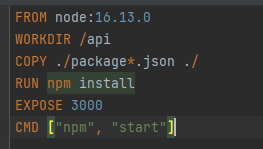 FROM node:16.13.0
WORKDIR /api
COPY ./package*.json ./
RUN npm install
EXPOSE 3000
CMD ["npm", "start"]